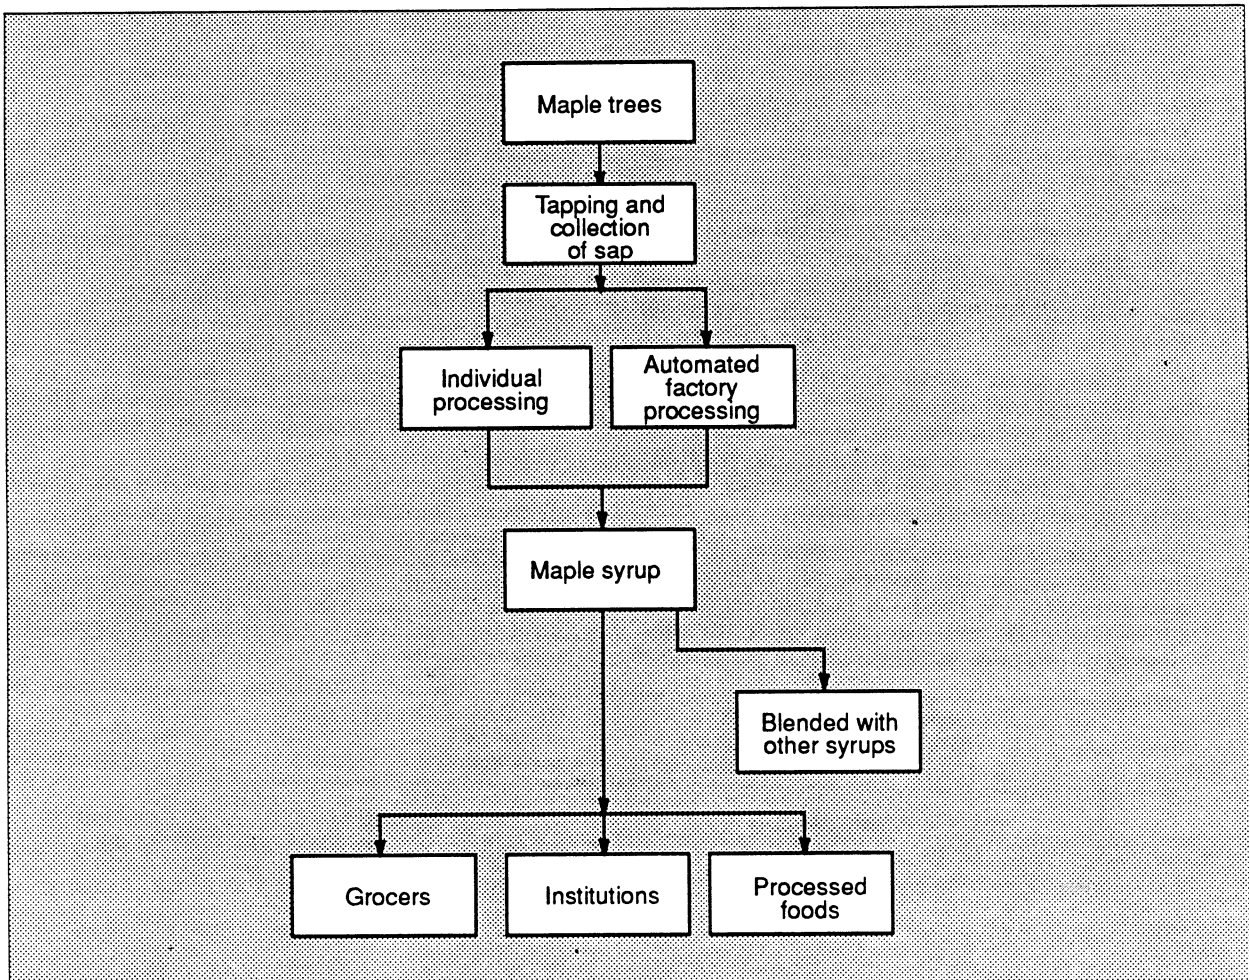 Maple trees
Tapping and
collection
of sap
Individual
processing
Automated
factory
processing
Maple syrup
Blended with
other syrups
Grocers
Institutions
Processed
foods